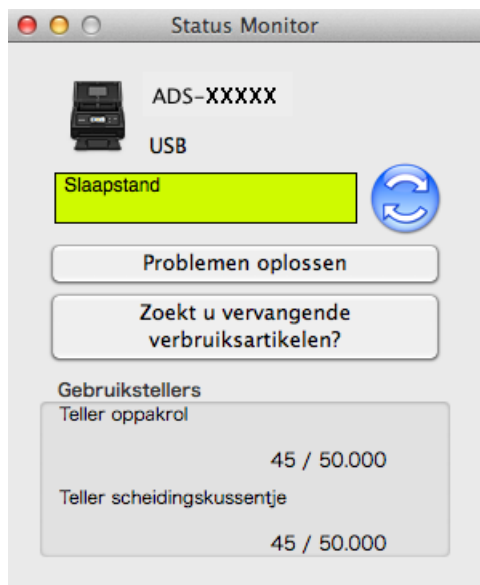 Status Monitor
ADS-XXXXX
USB
Slaapstand
Problemen oplossen
Zoekt u vervangende
verbruiksartikelen?
Gebruikstellers
Teller oppakrol
45 / 50.000
Teller scheidingskussentje
45 / 50.000